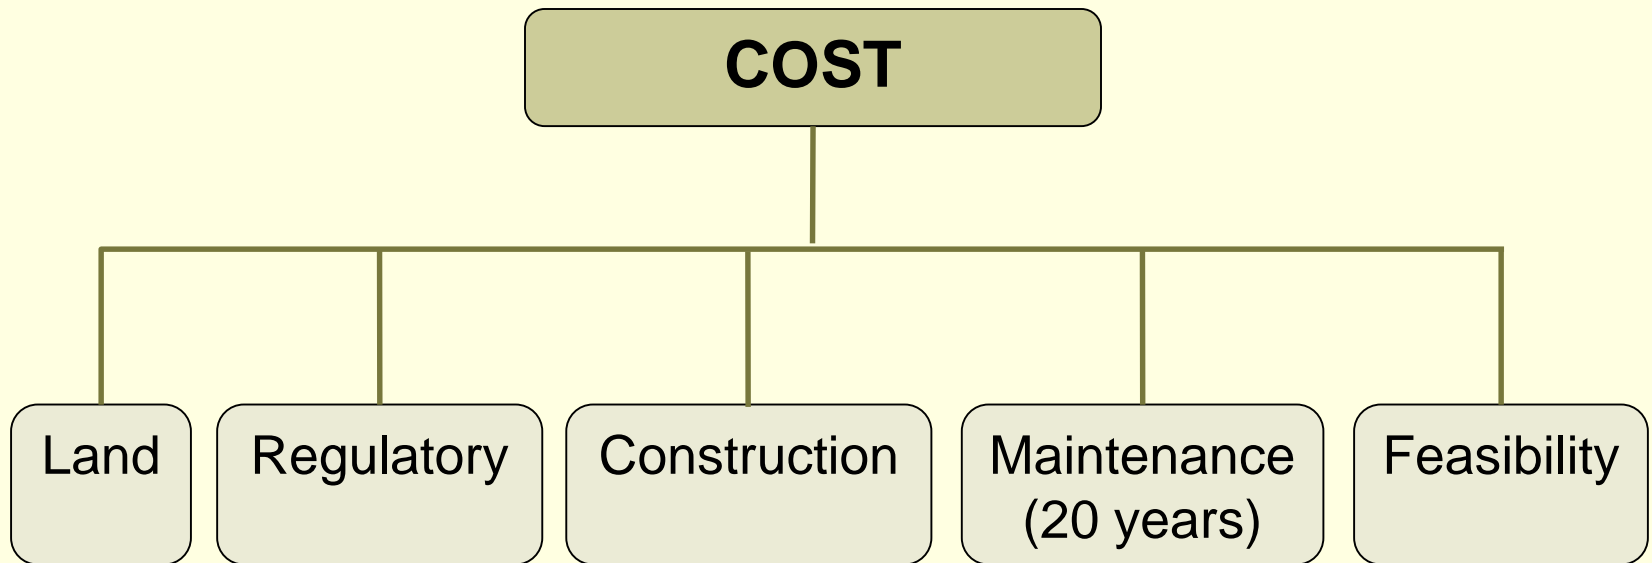 COST
Land
Regulatory
Construction
Maintenance
(20 years)
Feasibility